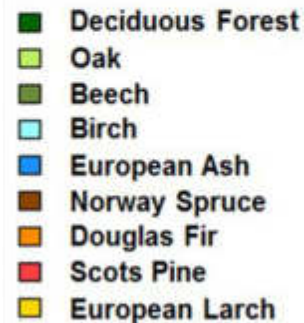 Deciduous Forest
Oak
Beech
Birch
European Ash
Norway Spruce
Douglas Fir
Scots Pine
European Larch